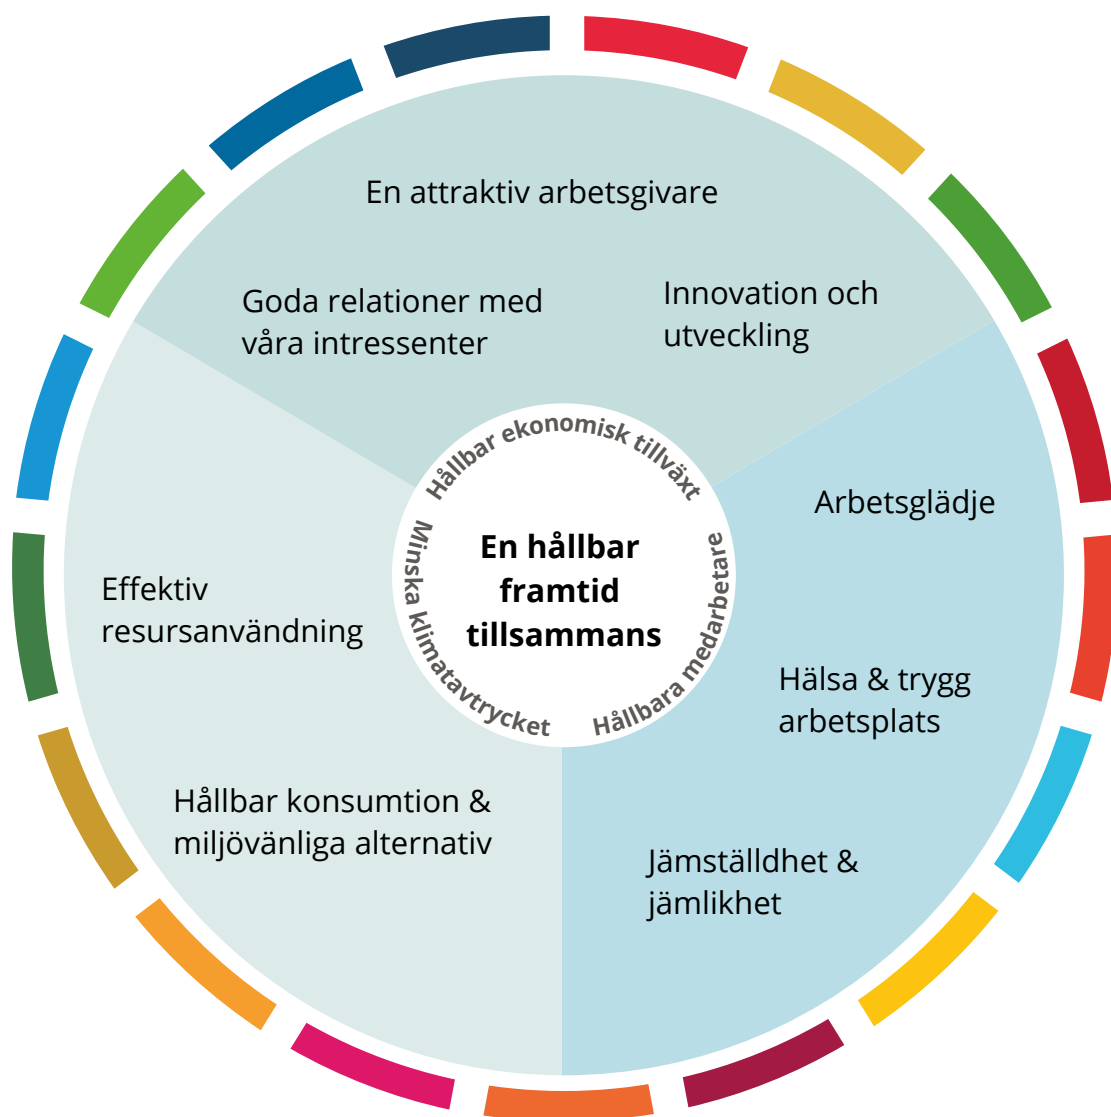 En attraktiv arbetsgivare
Goda relationer med
våra intressenter
Innovation och
utveckling
Hållbar ekonomisk tillväxt
Arbetsglädje
Hälsa & trygg
arbetsplats
Jämställdhet &
jämlikhet
Hållbara medarbetare
En hållbar
framtid
tillsammans
Minska klimatavtrycket
Effektiv
resursanvändning
Hållbar konsumtion &
miljövänliga alternativ